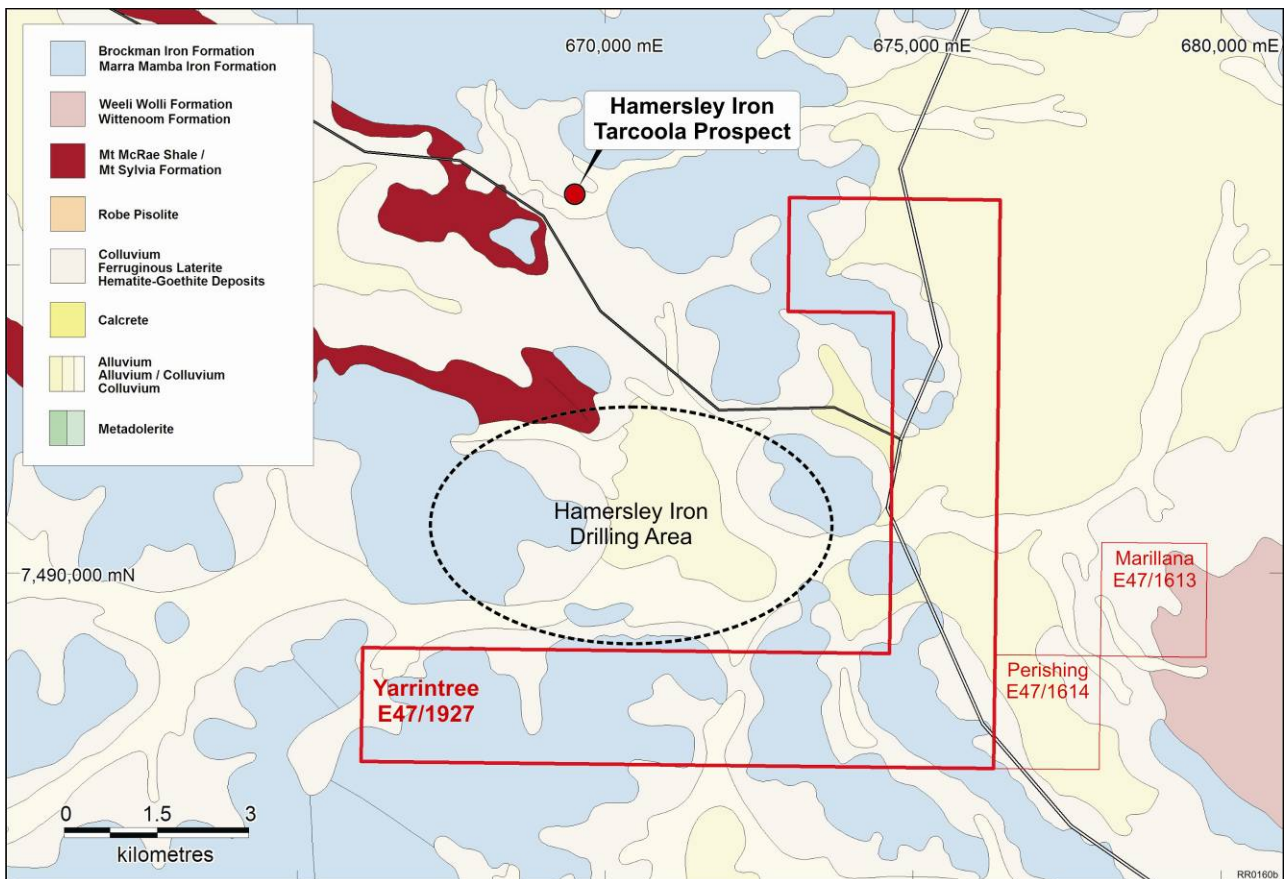 Brockman Iron Formation
Marra Mamba Iron Formation
Weeli Wolli Formation
Wittenoom Formation
Mt McRae Shale /
Mt Sylvia Formation
Robe Pisolite
Colluvium
Ferruginous Laterite
Hematite-Goethite Deposits
Calcrete
Alluvium
Alluvium / Colluvium
Colluvium
Metadolerite
670,000 mE
675,000 mE
680,000 mE
Hamersley Iron
Tarcoola Prospect
Hamersley Iron
Drilling Area
7,490,000 mN
Marillana
E47/1613
Perishing
E47/1614
Yarrintree
E47/1927
0 1.5 3
kilometres
RR0160b